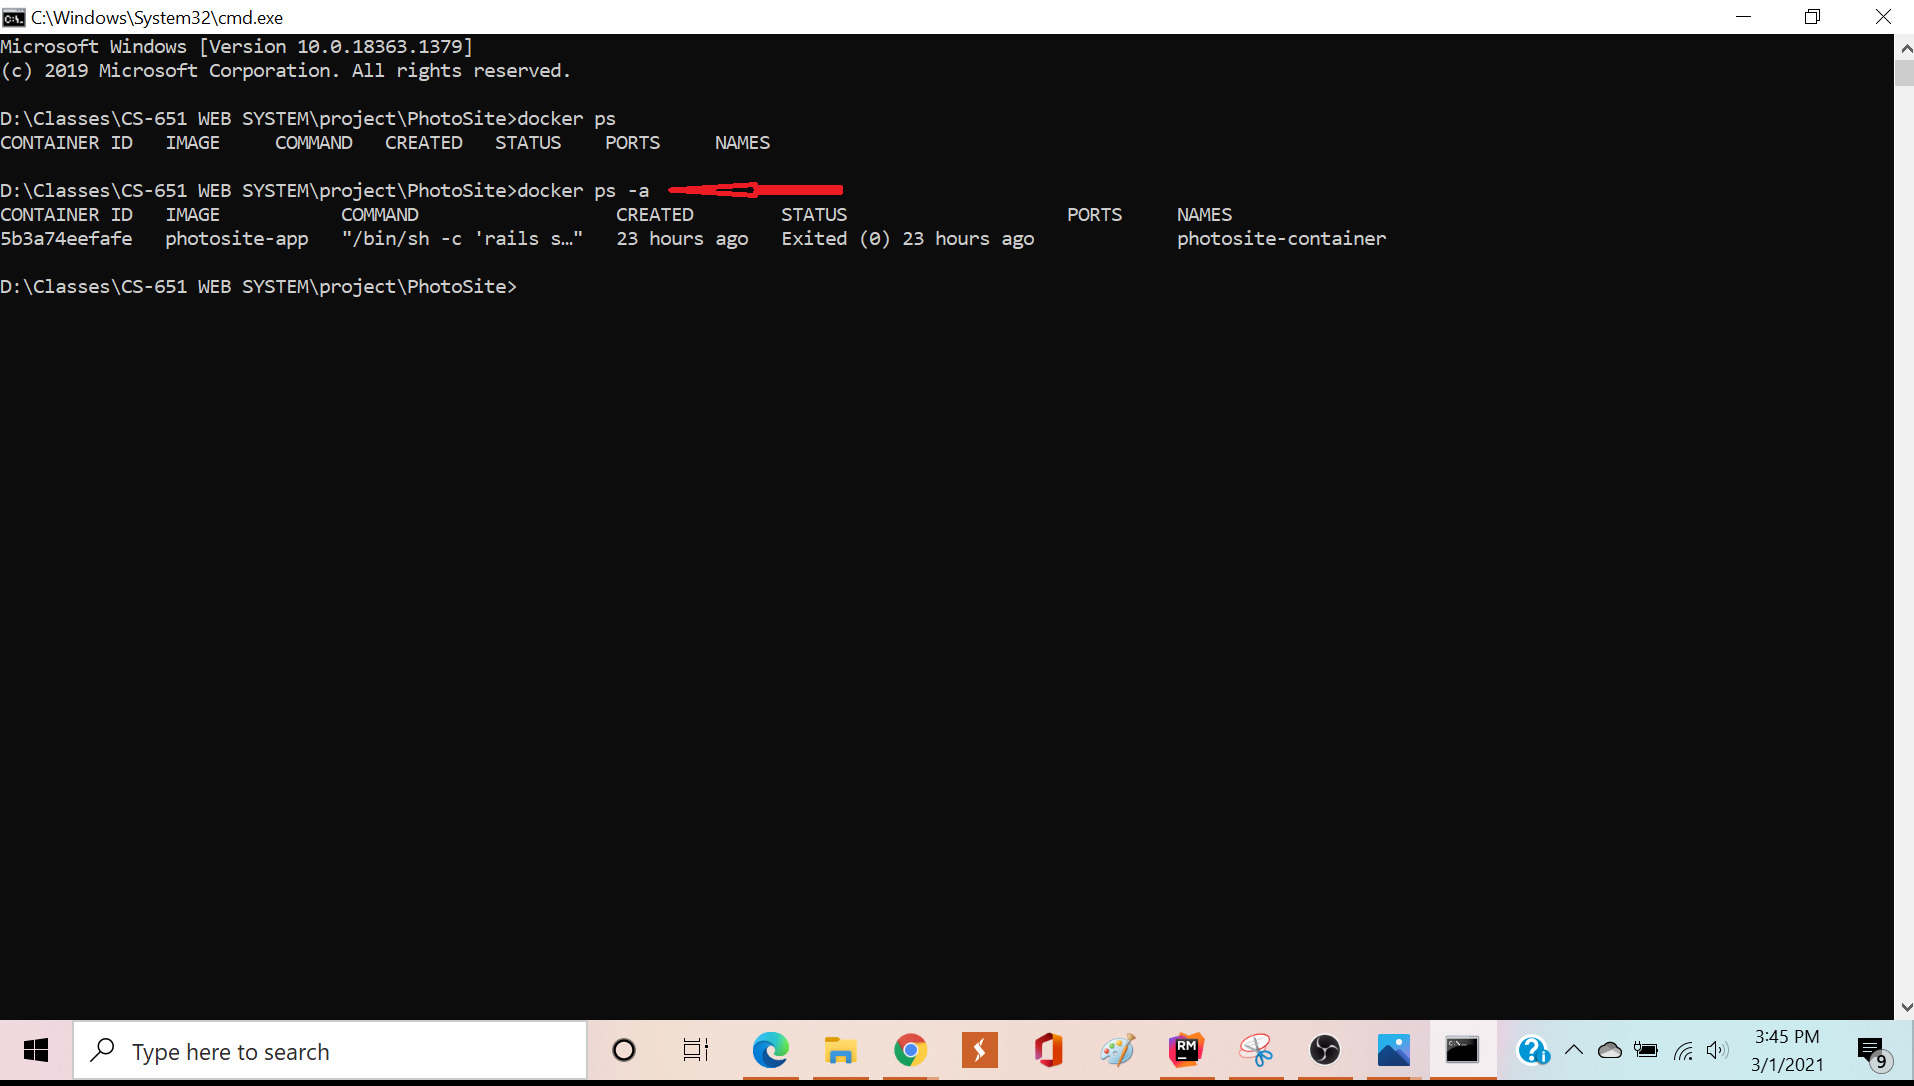 C:\Windows\System32\cmd.exe
Microsoft Windows [Version 10.0.18363.1379]
(c) 2019 Microsoft Corporation. All rights reserved.
D:\Classes\CS-651 WEB SYSTEM\project\PhotoSite>docker ps
CONTAINER ID   IMAGE     COMMAND   CREATED   STATUS    PORTS     NAMES
D:\Classes\CS-651 WEB SYSTEM\project\PhotoSite>docker ps -a
CONTAINER ID   IMAGE           COMMAND                  CREATED        STATUS                    PORTS     NAMES
5b3a74eefafe   photosite-app   "/bin/sh -c 'rails s…"   23 hours ago   Exited (0) 23 hours ago             photosite-container
D:\Classes\CS-651 WEB SYSTEM\project\PhotoSite>
Type here to search
RM
3:45 PM
3/1/2021
9